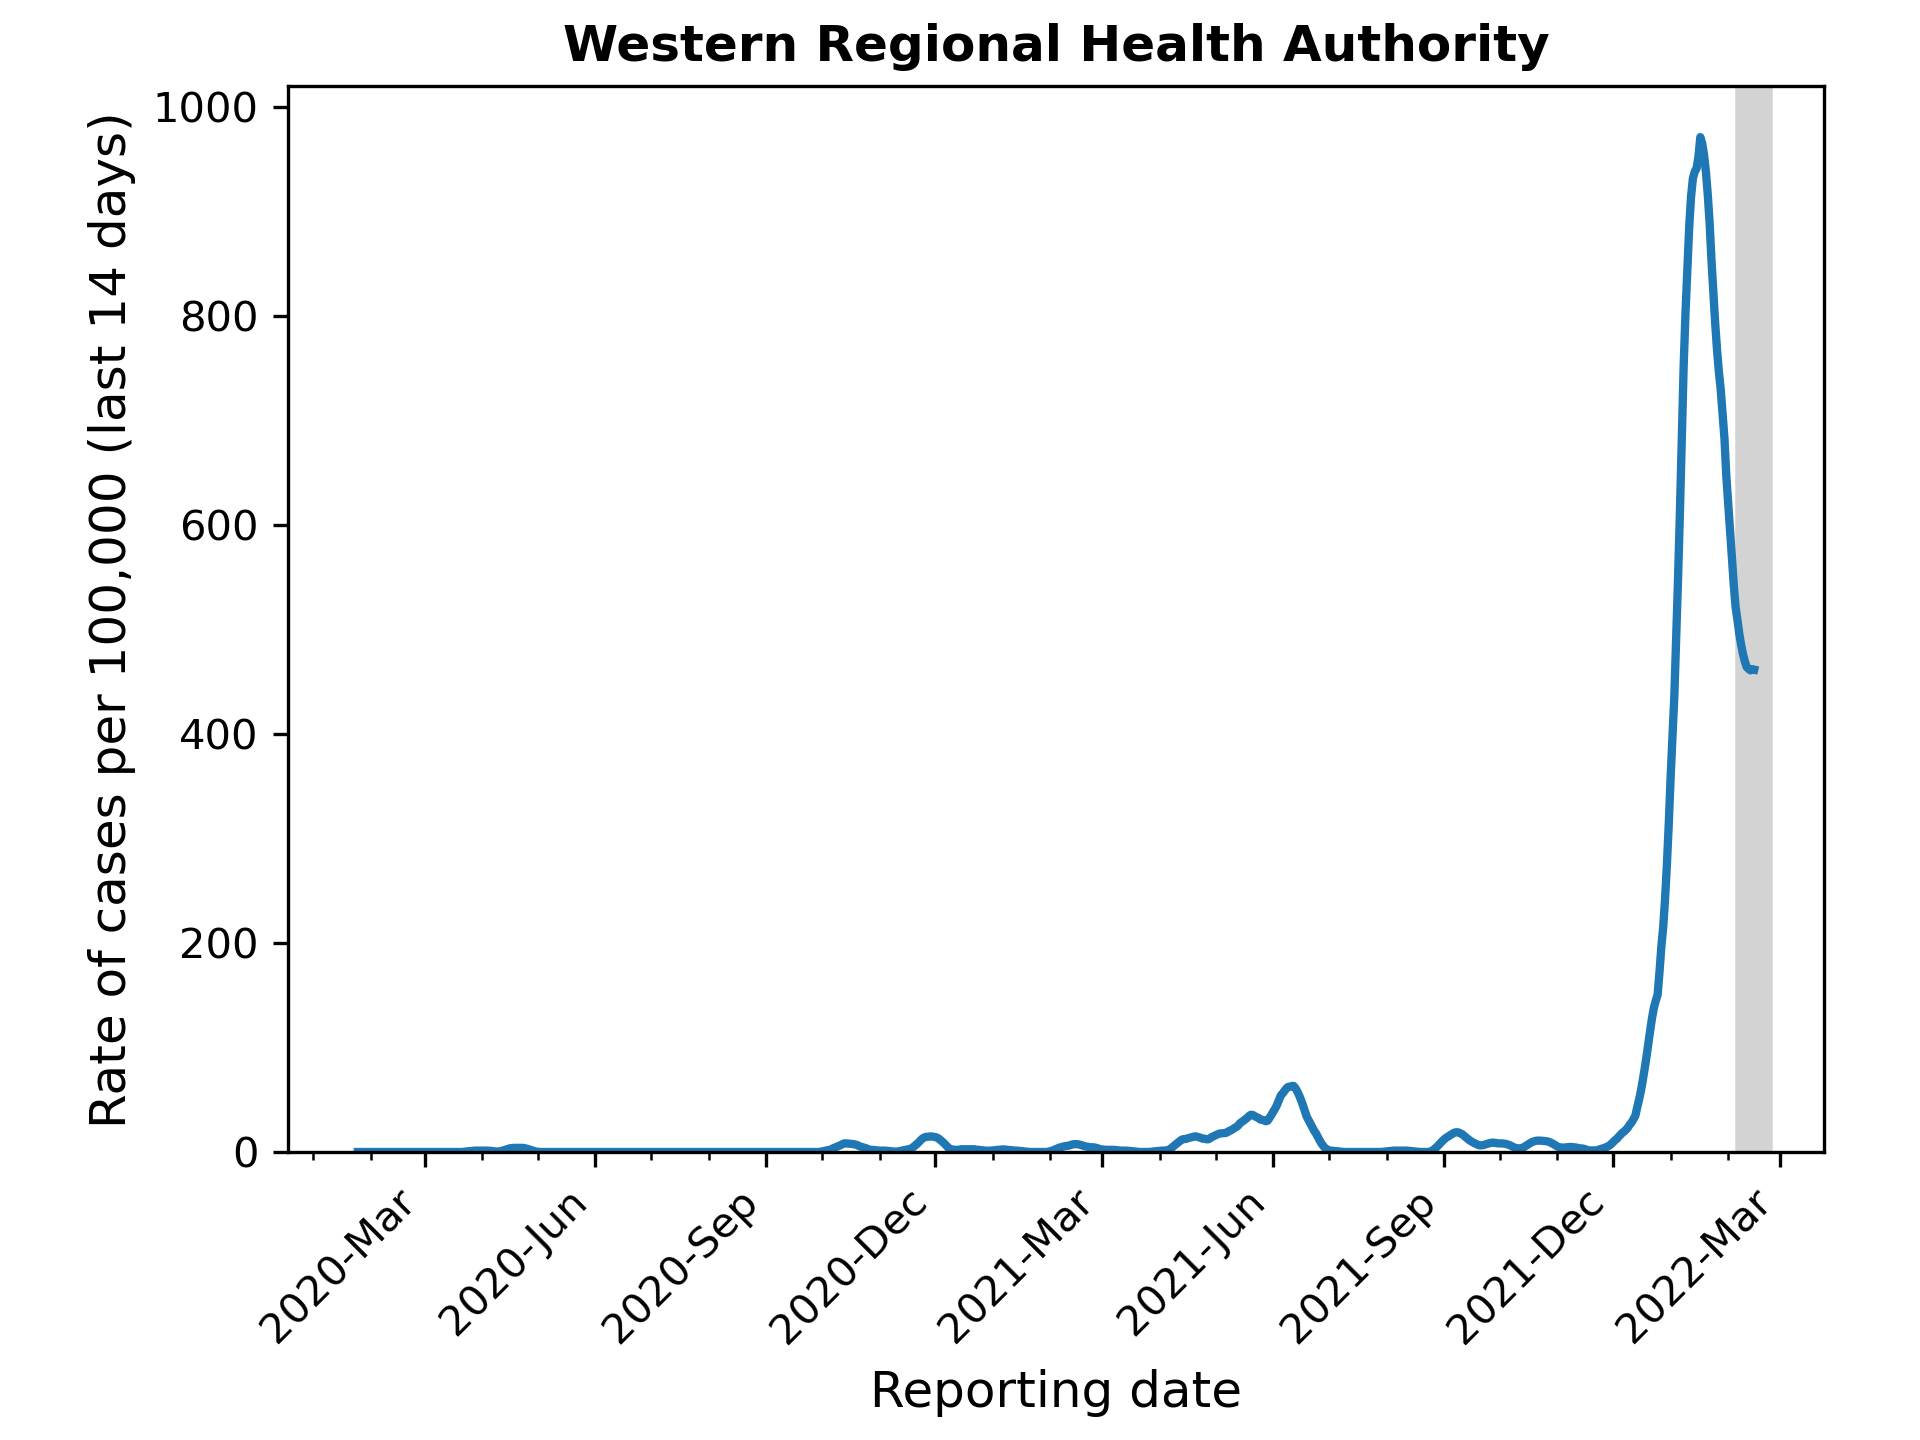 Western Regional Health Authority
Rate of cases per 100,000 (last 14 days)
1000
800
600
400
200
0
2020-Mar
2020-Jun
2020-Sep
2020-Dec
2021-Mar
2021-Jun
2021-Sep
2021-Dec
2022-Mar
Reporting date